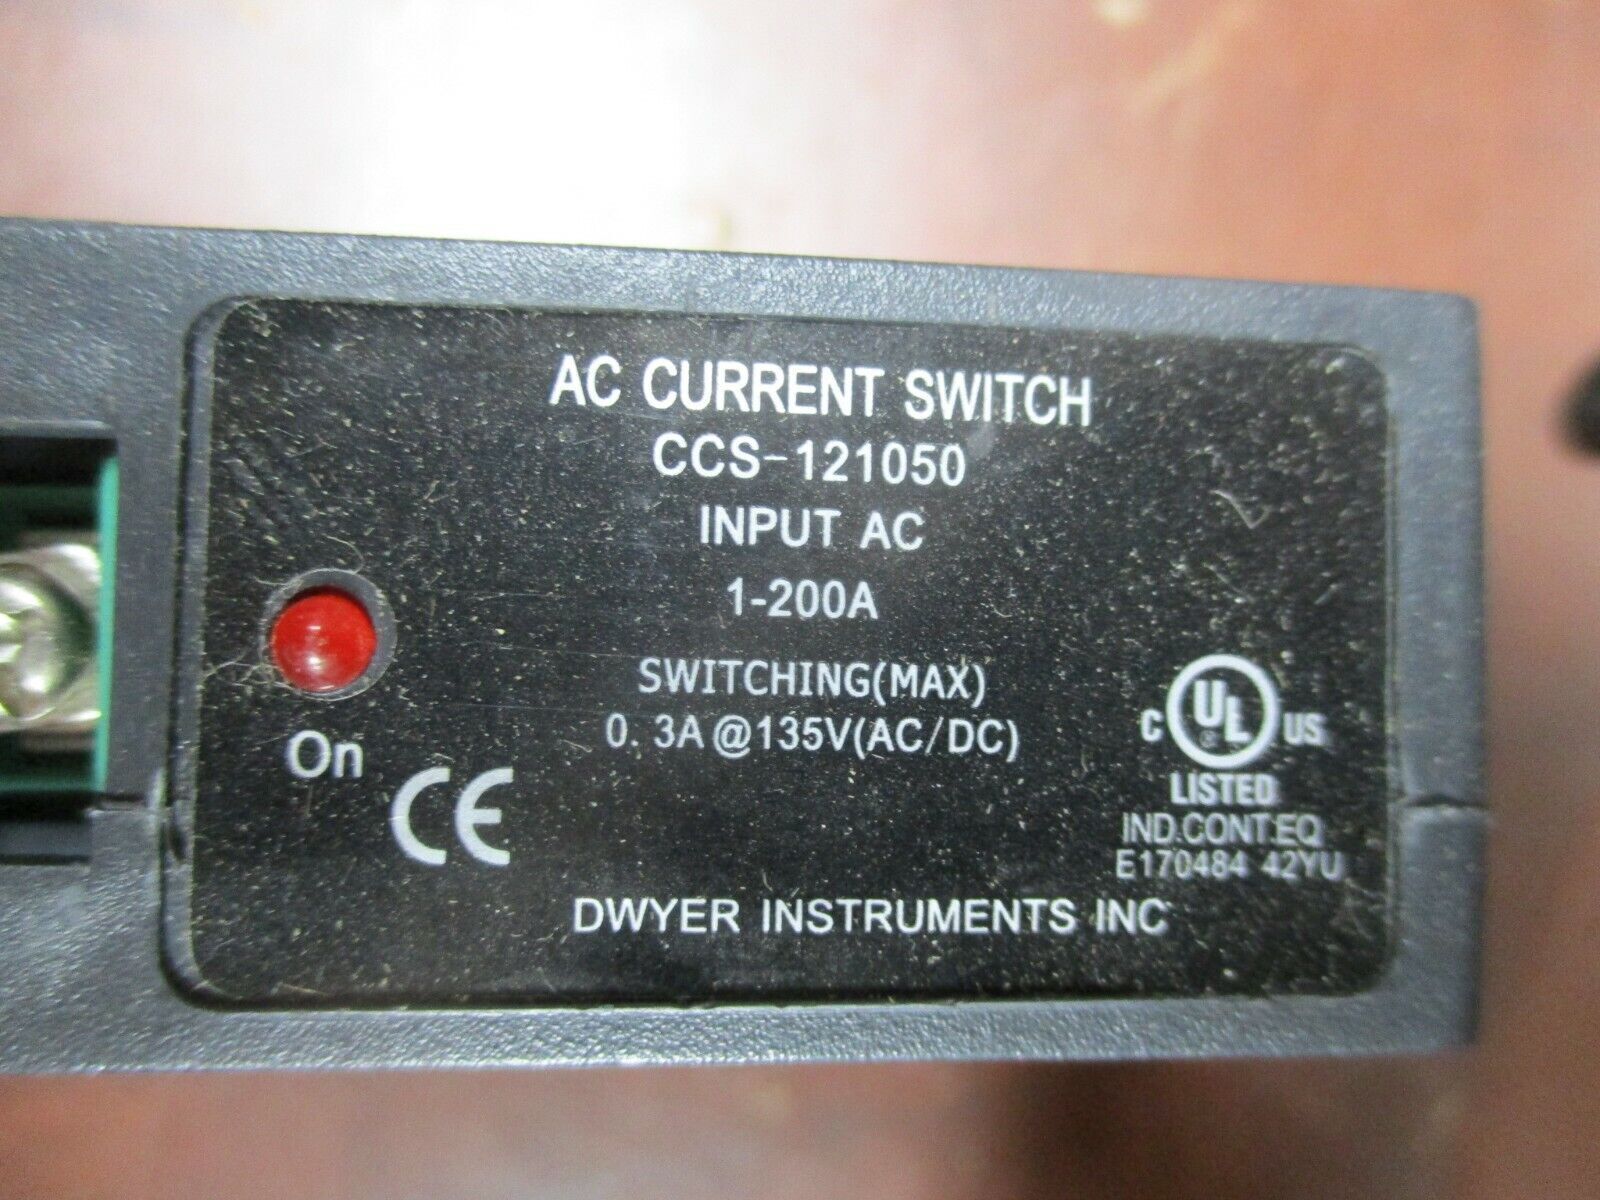 AC CURRENT SWITCH
CCS-121050
INPUT AC
1-200A
SWITCHING(MAX)
0.3A@135V(AC/DC)
On
CE
C UL US
LISTED
IND.CONT.EQ
E170484 42YU
DWYER INSTRUMENTS INC